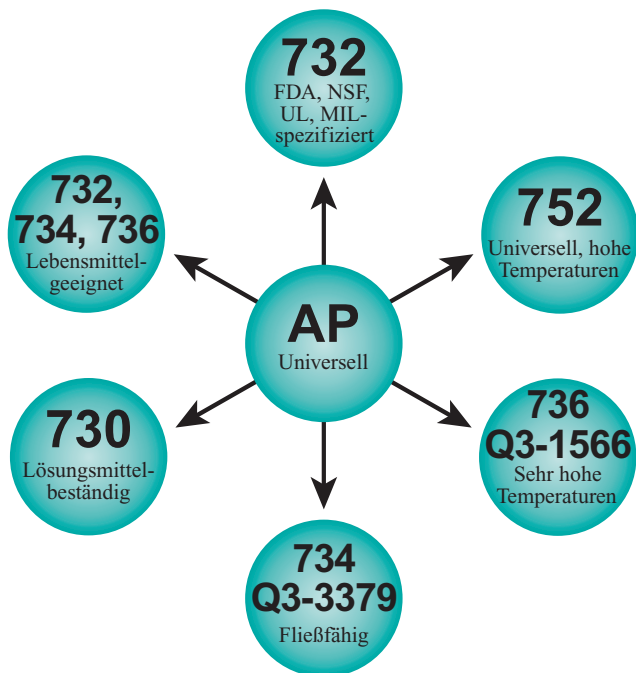 732
FDA, NSF,
UL, MIL-
spezifiziert
732,
734, 736
Lebensmittel-
geeignet
752
Universell, hohe
Temperaturen
AP
Universell
730
Lösungsmittel-
beständig
736
Q3-1566
Sehr hohe
Temperaturen
734
Q3-3379
Fließfähig